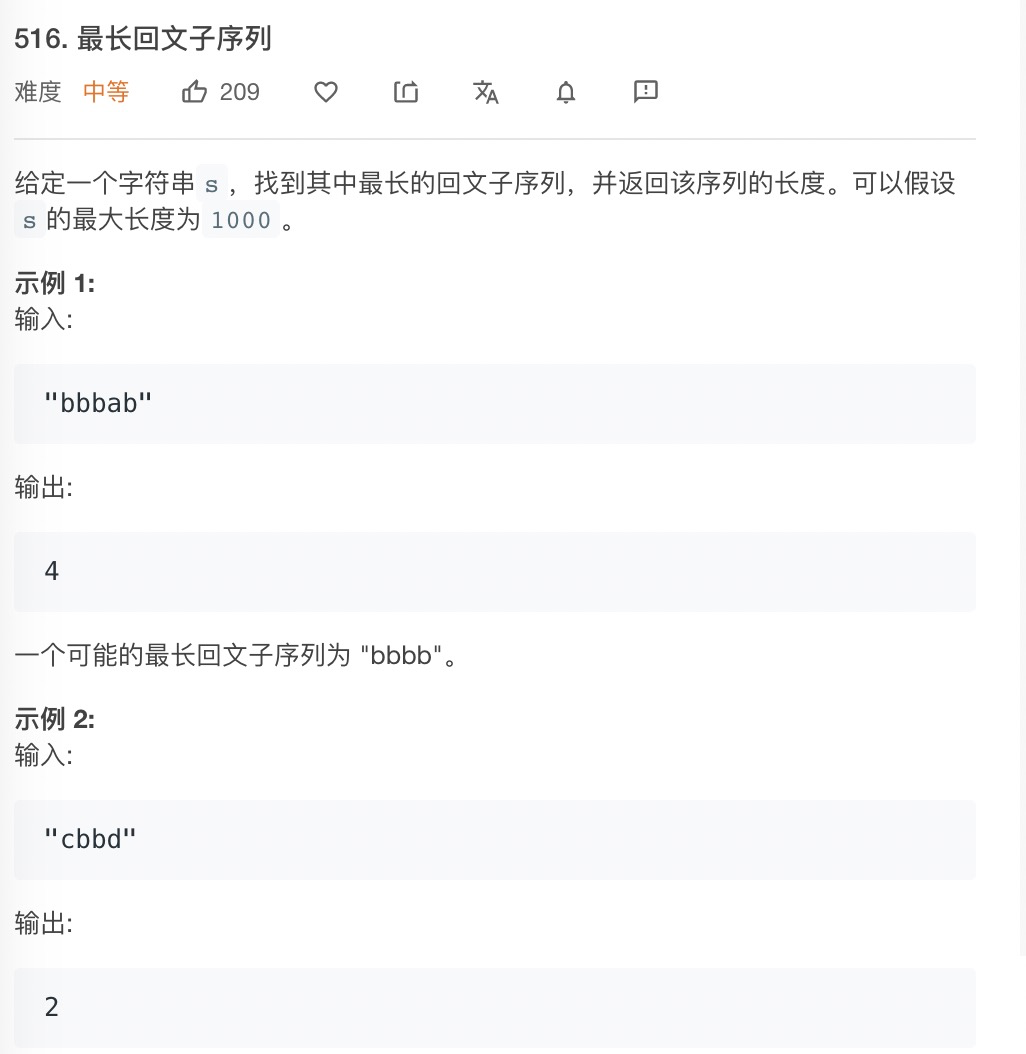 516. 最长回文子序列
难度 中等 209
给定一个字符串 s ，找到其中最长的回文子序列，并返回该序列的长度。可以假设
s 的最大长度为 1000 。
示例 1:
输入:
"bbbab"
输出:
4
一个可能的最长回文子序列为 "bbbb"。
示例 2:
输入:
"cbbd"
输出:
2